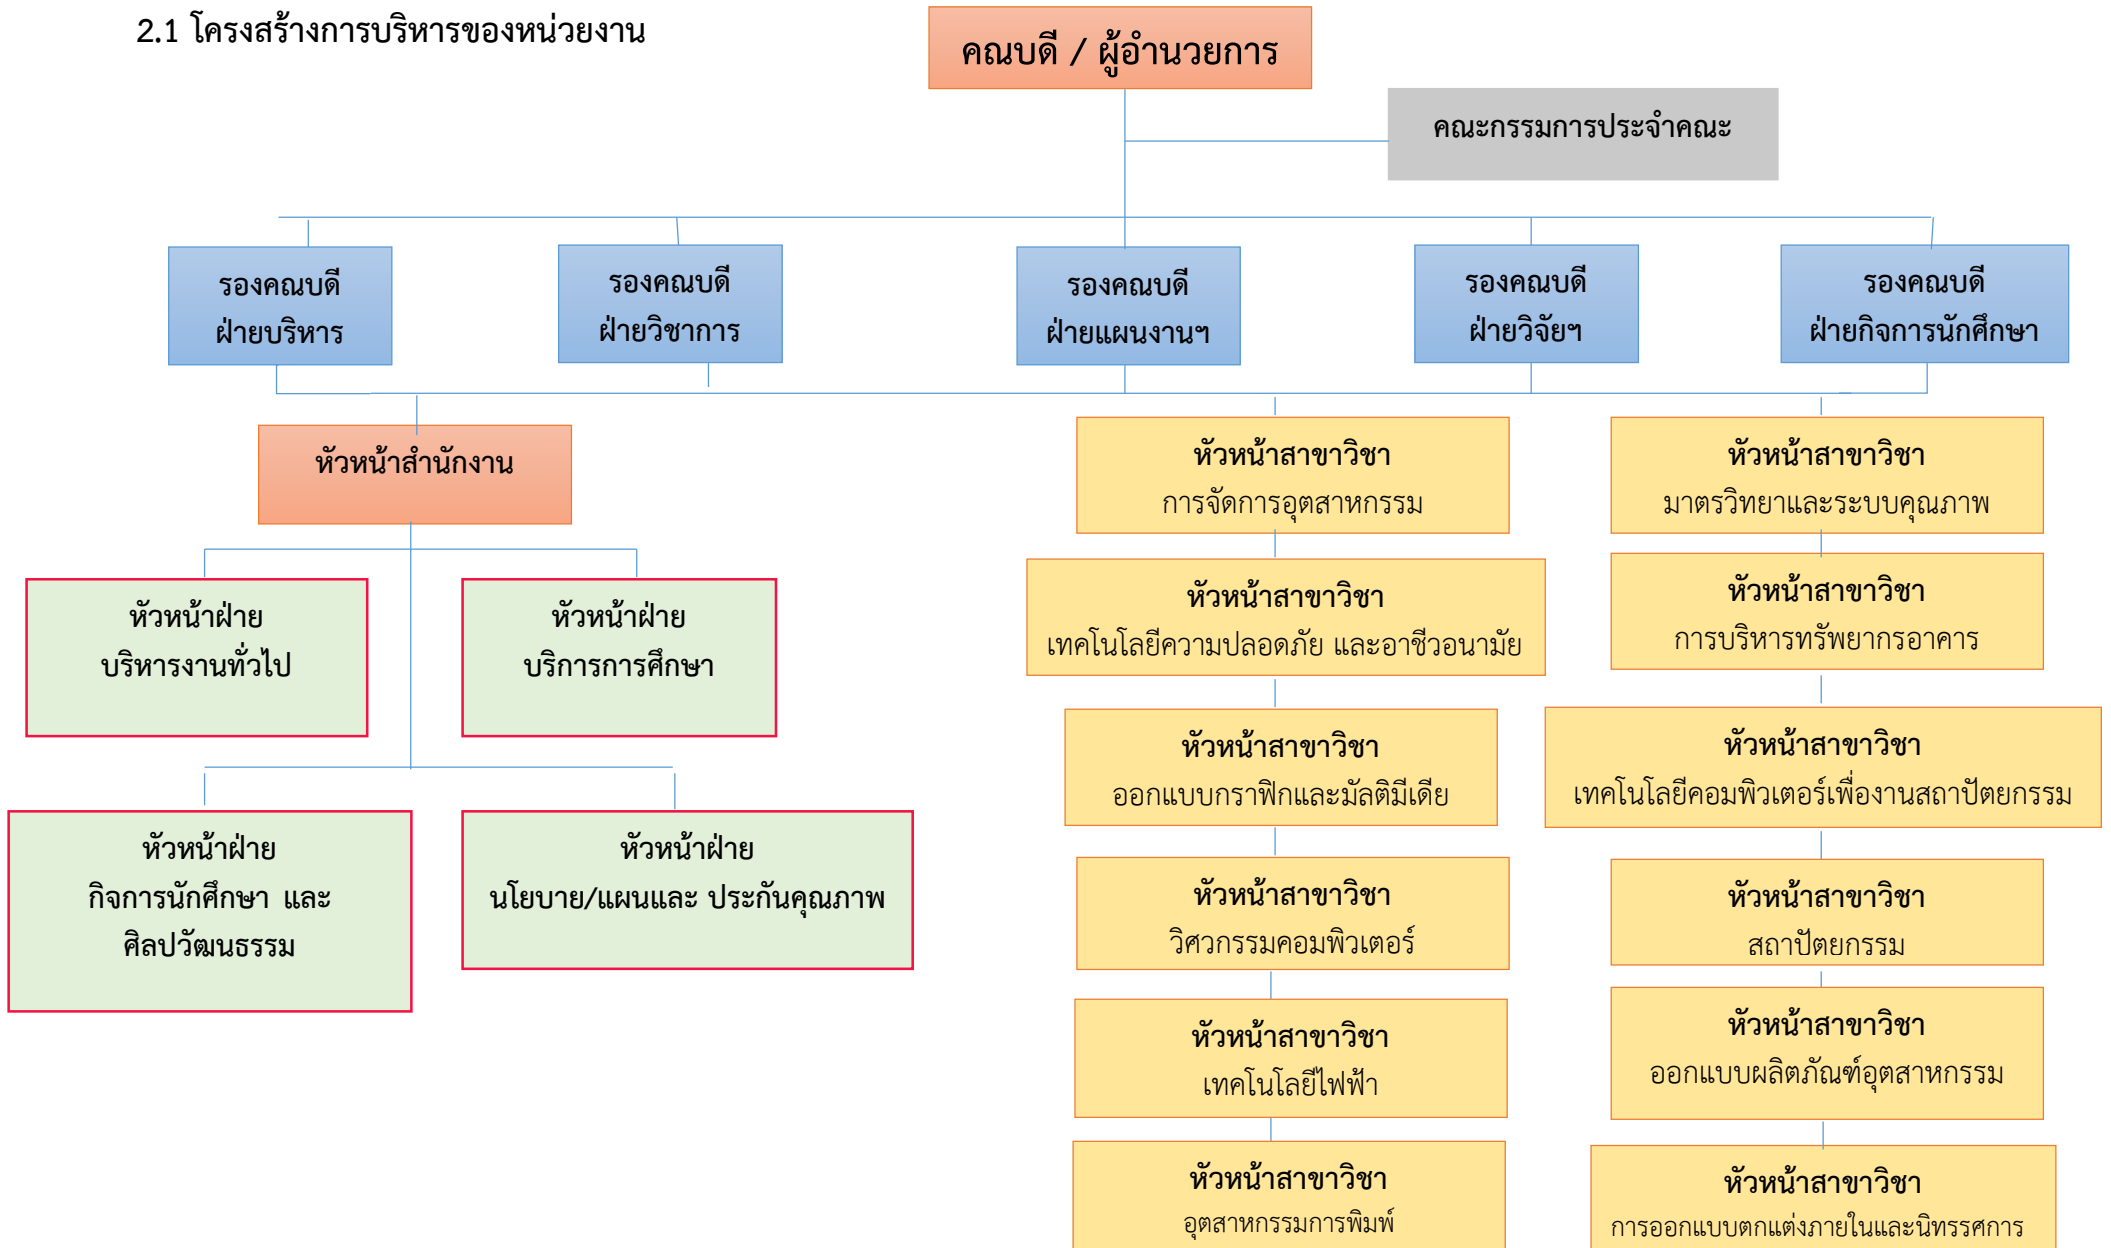 2.1 โครงสร้างการบริหารของหน่วยงาน
คณบดี / ผู้อำนวยการ
คณะกรรมการประจำคณะ
รองคณบดี
ฝ่ายบริหาร
รองคณบดี
ฝ่ายวิชาการ
รองคณบดี
ฝ่ายแผนงานฯ
รองคณบดี
ฝ่ายวิจัยฯ
รองคณบดี
ฝ่ายกิจการนักศึกษา
หัวหน้าสำนักงาน
หัวหน้าฝ่าย
บริหารงานทั่วไป
หัวหน้าฝ่าย
บริการการศึกษา
หัวหน้าฝ่าย
กิจการนักศึกษา และ
ศิลปวัฒนธรรม
หัวหน้าฝ่าย
นโยบาย/แผนและ ประกันคุณภาพ
หัวหน้าสาขาวิชา
การจัดการอุตสาหกรรม
หัวหน้าสาขาวิชา
เทคโนโลยีความปลอดภัย และอาชีวอนามัย
หัวหน้าสาขาวิชา
ออกแบบกราฟิกและมัลติมีเดีย
หัวหน้าสาขาวิชา
วิศวกรรมคอมพิวเตอร์
หัวหน้าสาขาวิชา
เทคโนโลยีไฟฟ้า
หัวหน้าสาขาวิชา
อุตสาหกรรมการพิมพ์
หัวหน้าสาขาวิชา
มาตรวิทยาและระบบคุณภาพ
หัวหน้าสาขาวิชา
การบริหารทรัพยากรอาคาร
หัวหน้าสาขาวิชา
เทคโนโลยีคอมพิวเตอร์เพื่องานสถาปัตยกรรม
หัวหน้าสาขาวิชา
สถาปัตยกรรม
หัวหน้าสาขาวิชา
ออกแบบผลิตภัณฑ์อุตสาหกรรม
หัวหน้าสาขาวิชา
การออกแบบตกแต่งภายในและนิทรรศการ